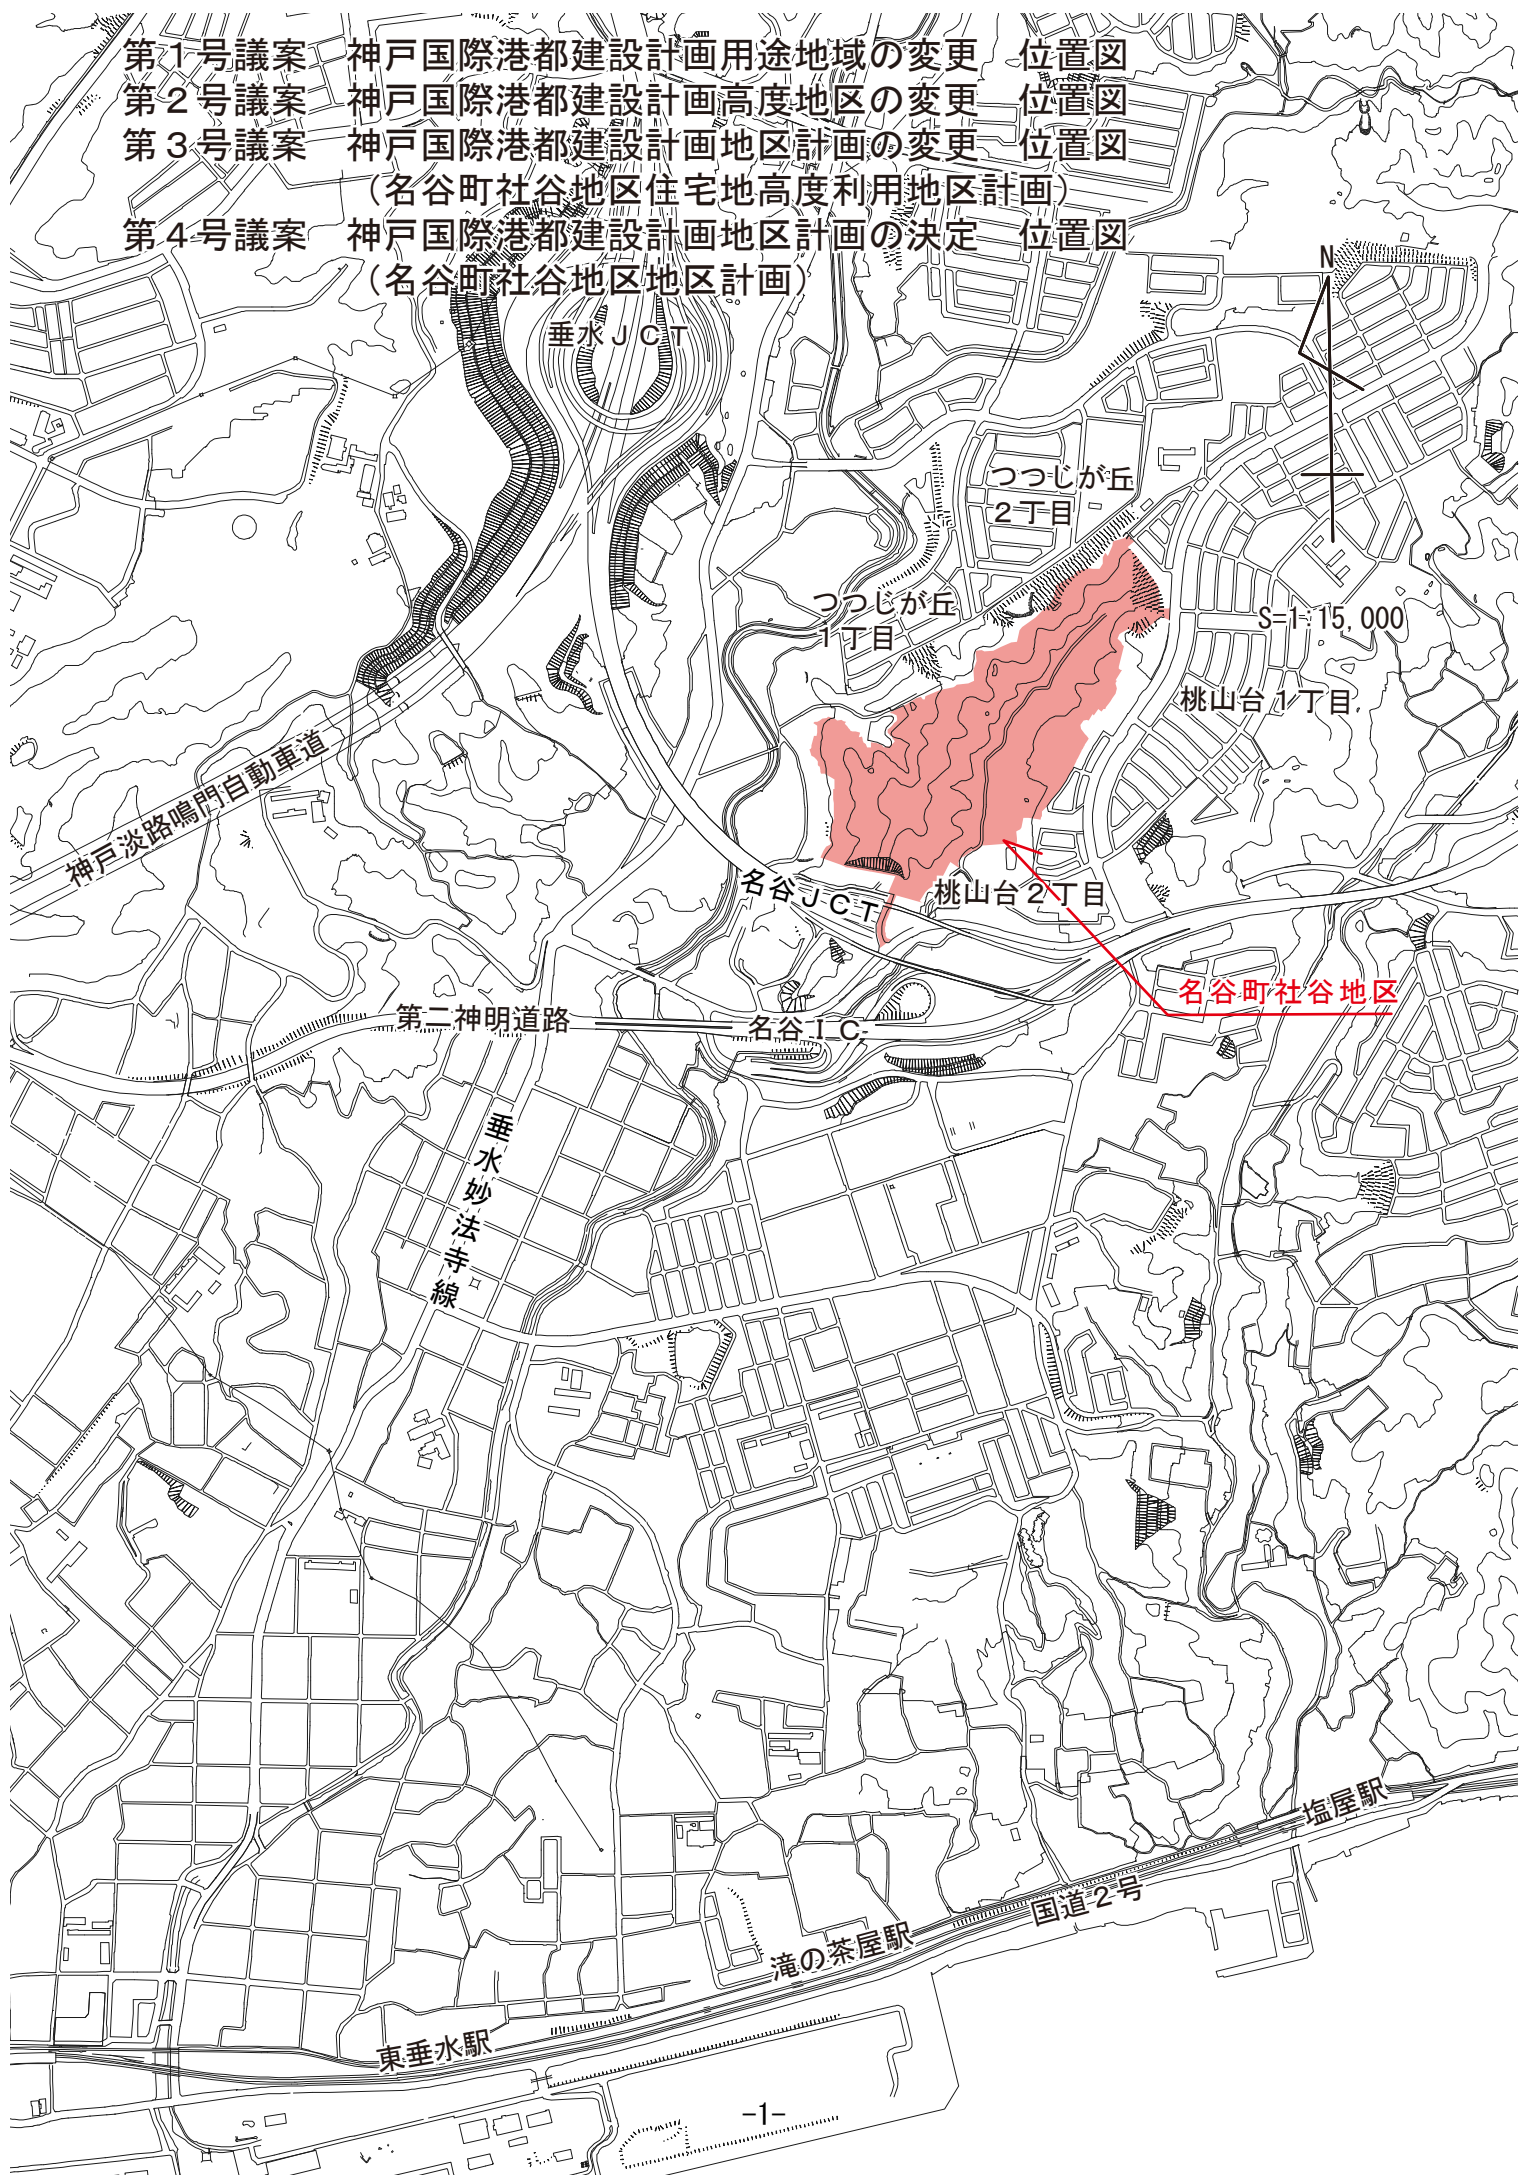 第１号議案　神戸国際港都建設計画用途地域の変更　位置図
第２号議案　神戸国際港都建設計画高度地区の変更　位置図
第３号議案　神戸国際港都建設計画地区計画の変更　位置図
（名谷町社谷地区住宅地高度利用地区計画）
第４号議案　神戸国際港都建設計画地区計画の決定　位置図
（名谷町社谷地区地区計画）
N
垂水ＪＣＴ
つつじが丘
２丁目
つつじが丘
１丁目
S=1:15,000
桃山台１丁目
神戸淡路鳴門自動車道
名谷ＪＣＴ
桃山台２丁目
名谷町社谷地区
第二神明道路
名谷ＩＣ
垂水妙法寺線
塩屋駅
国道２号
滝の茶屋駅
東垂水駅
-1-